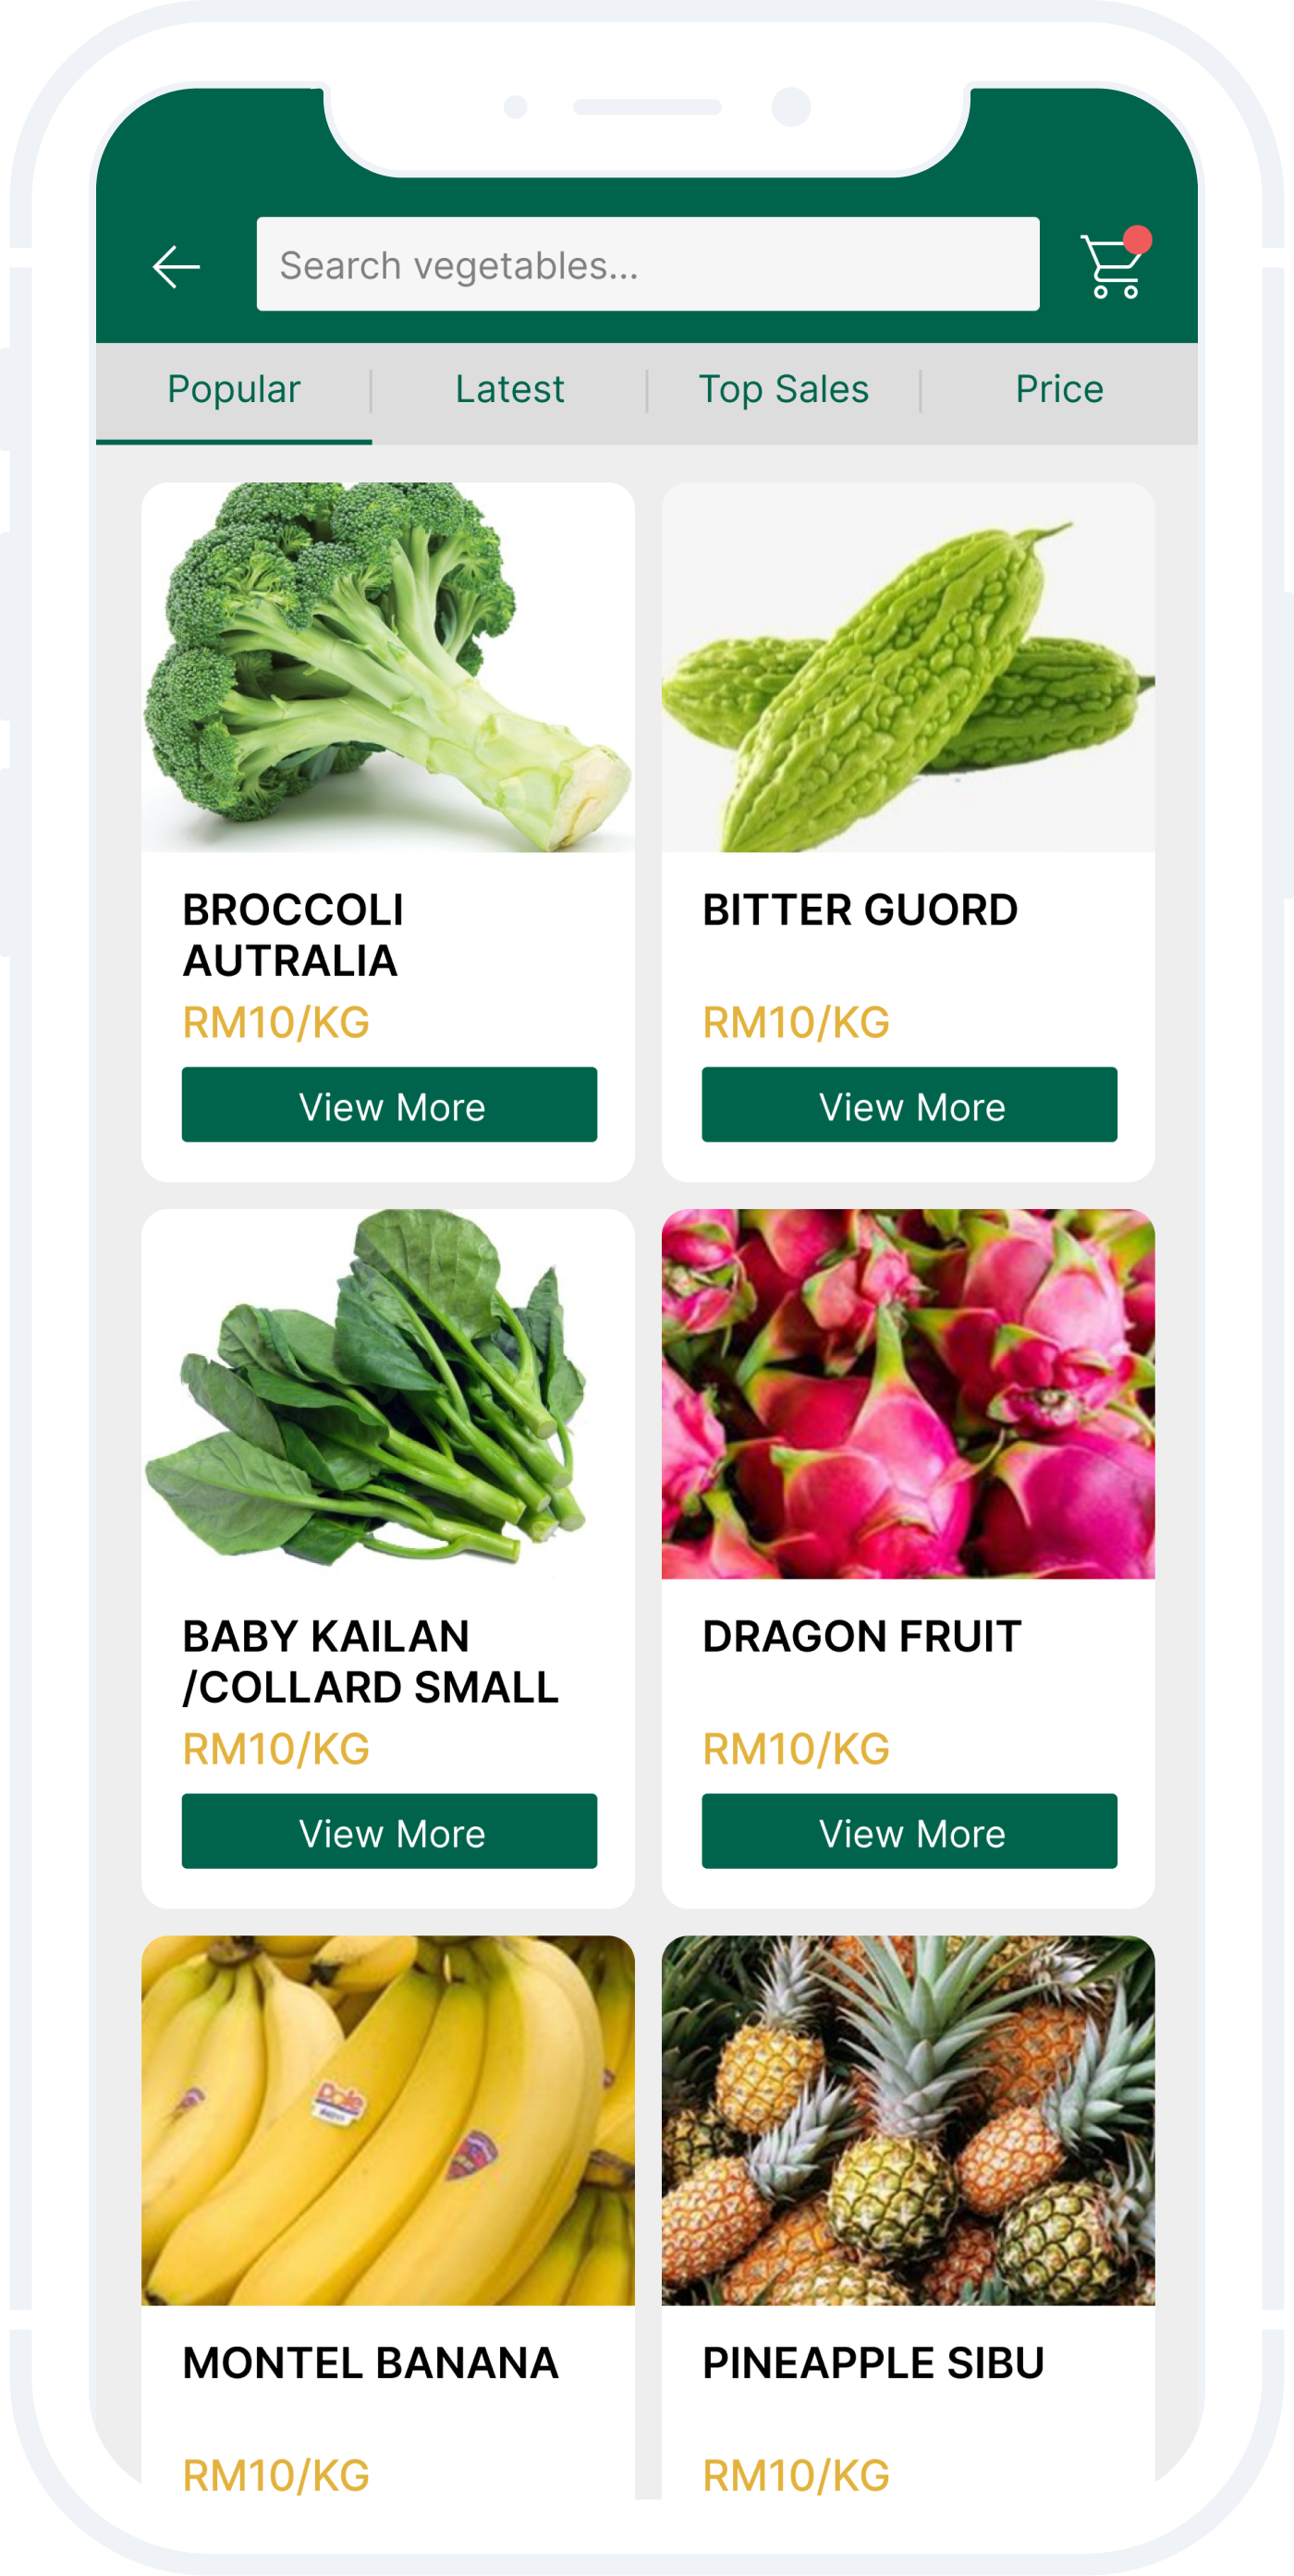 Search vegetables...
Popular
Latest
Top Sales
Price
BROCCOLI
AUTRALIA
RM10/KG
View More
BITTER GUORD
RM10/KG
View More
BABY KAILAN
/COLLARD SMALL
RM10/KG
View More
DRAGON FRUIT
RM10/KG
View More
Dole
MONTEL BANANA
RM10/KG
PINEAPPLE SIBU
RM10/KG